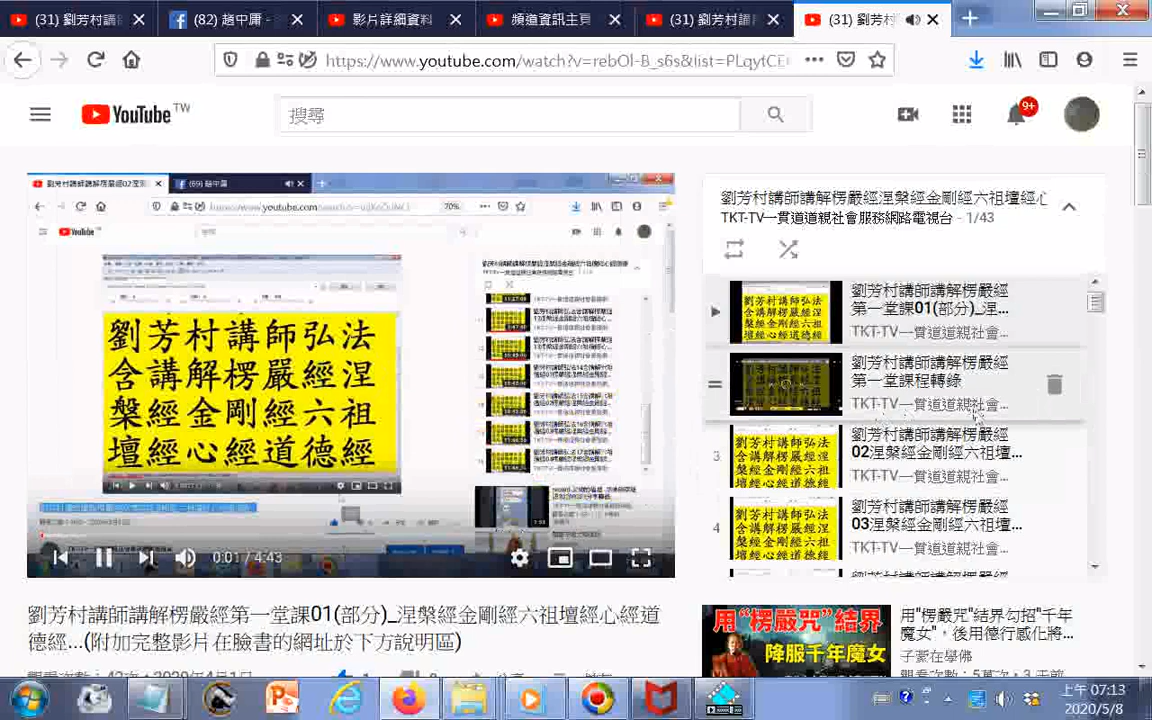 (31) 劉芳村講
(82) 趙中庸 -
影片詳細資料
頻道資訊主頁
(31) 劉芳村講
(31) 劉芳村
https://www.youtube.com/watch?v=rebOl-B_s6s&list=PLqytCE
YouTube TW
搜尋
9+
劉芳村講師弘法
含講解楞嚴經涅
槃經金剛經六祖
壇經心經道德經
0:01 / 4:43
劉芳村講師講解楞嚴經第一堂課01(部分)_涅槃經金剛經六祖壇經心經道
德經...(附加完整影片在臉書的網址於下方說明區)
劉芳村講師講解楞嚴經涅槃經金剛經六祖壇經心
TKT-TV一貫道道親社會服務網路電視台 - 1/43
劉芳村講師講解楞嚴經
第一堂課01(部分)_涅...
TKT-TV一貫道道親社會...
劉芳村講師講解楞嚴經
第一堂課程轉錄
TKT-TV一貫道道親社會...
3
劉芳村講師講解楞嚴經
02涅槃經金剛經六祖壇...
TKT-TV一貫道道親社會...
4
劉芳村講師講解楞嚴經
03涅槃經金剛經六祖壇...
TKT-TV一貫道道親社會...
用"楞嚴咒"結界
降服千年魔女
用"楞嚴咒"結界勾招"千年
魔女"，後用德行感化將...
子蒙在學佛
上午 07:13
2020/5/8